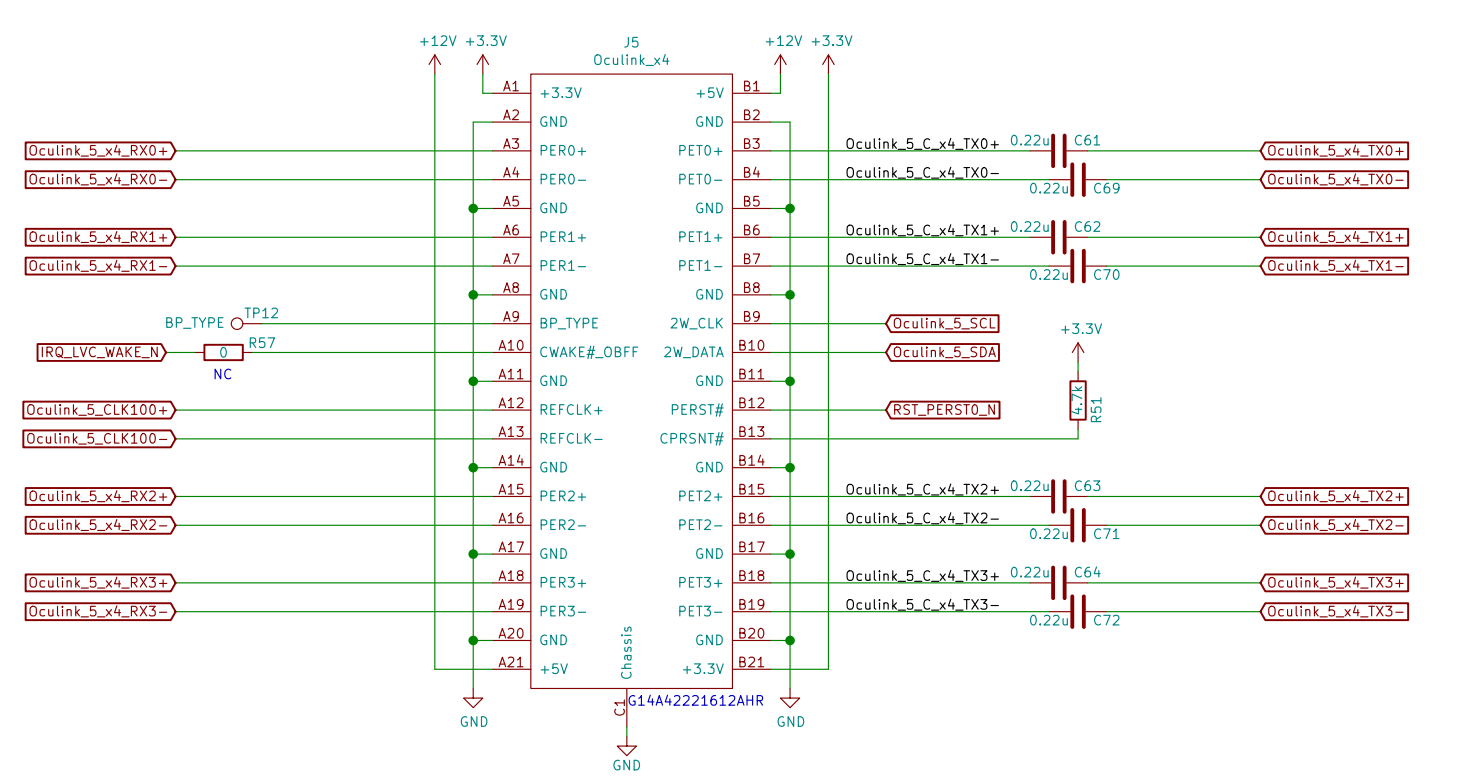 +12V +3.3V J5 +12V +3.3V
Oculink_x4
A1 +3.3V +5V B1
A2 GND GND B2
Oculink_5_x4_RX0+ A3 PER0+ PET0+ B3 Oculink_5_C_x4_TX0+ 0.22u C61 Oculink_5_x4_TX0+
Oculink_5_x4_RX0- A4 PER0- PET0- B4 Oculink_5_C_x4_TX0- 0.22u C69 Oculink_5_x4_TX0-
A5 GND GND B5
Oculink_5_x4_RX1+ A6 PER1+ PET1+ B6 Oculink_5_C_x4_TX1+ 0.22u C62 Oculink_5_x4_TX1+
Oculink_5_x4_RX1- A7 PER1- PET1- B7 Oculink_5_C_x4_TX1- 0.22u C70 Oculink_5_x4_TX1-
A8 GND GND B8
BP_TYPE TP12 A9 BP_TYPE 2W_CLK B9 Oculink_5_SCL +3.3V
IRQ_LVC_WAKE_N 0 R57 A10 CWAKE#_OBFF 2W_DATA B10 Oculink_5_SDA
NC A11 GND GND B11
Oculink_5_CLK100+ A12 REFCLK+ PERST# B12 RST_PERST0_N 4.7k R51
Oculink_5_CLK100- A13 REFCLK- CPRSNT# B13
A14 GND GND B14
Oculink_5_x4_RX2+ A15 PER2+ PET2+ B15 Oculink_5_C_x4_TX2+ 0.22u C63 Oculink_5_x4_TX2+
Oculink_5_x4_RX2- A16 PER2- PET2- B16 Oculink_5_C_x4_TX2- 0.22u C71 Oculink_5_x4_TX2-
A17 GND GND B17
Oculink_5_x4_RX3+ A18 PER3+ PET3+ B18 Oculink_5_C_x4_TX3+ 0.22u C64 Oculink_5_x4_TX3+
Oculink_5_x4_RX3- A19 PER3- PET3- B19 Oculink_5_C_x4_TX3- 0.22u C72 Oculink_5_x4_TX3-
A20 GND Chassis GND B20
A21 +5V +3.3V B21
C1 G14A42221612AHR
GND GND
GND